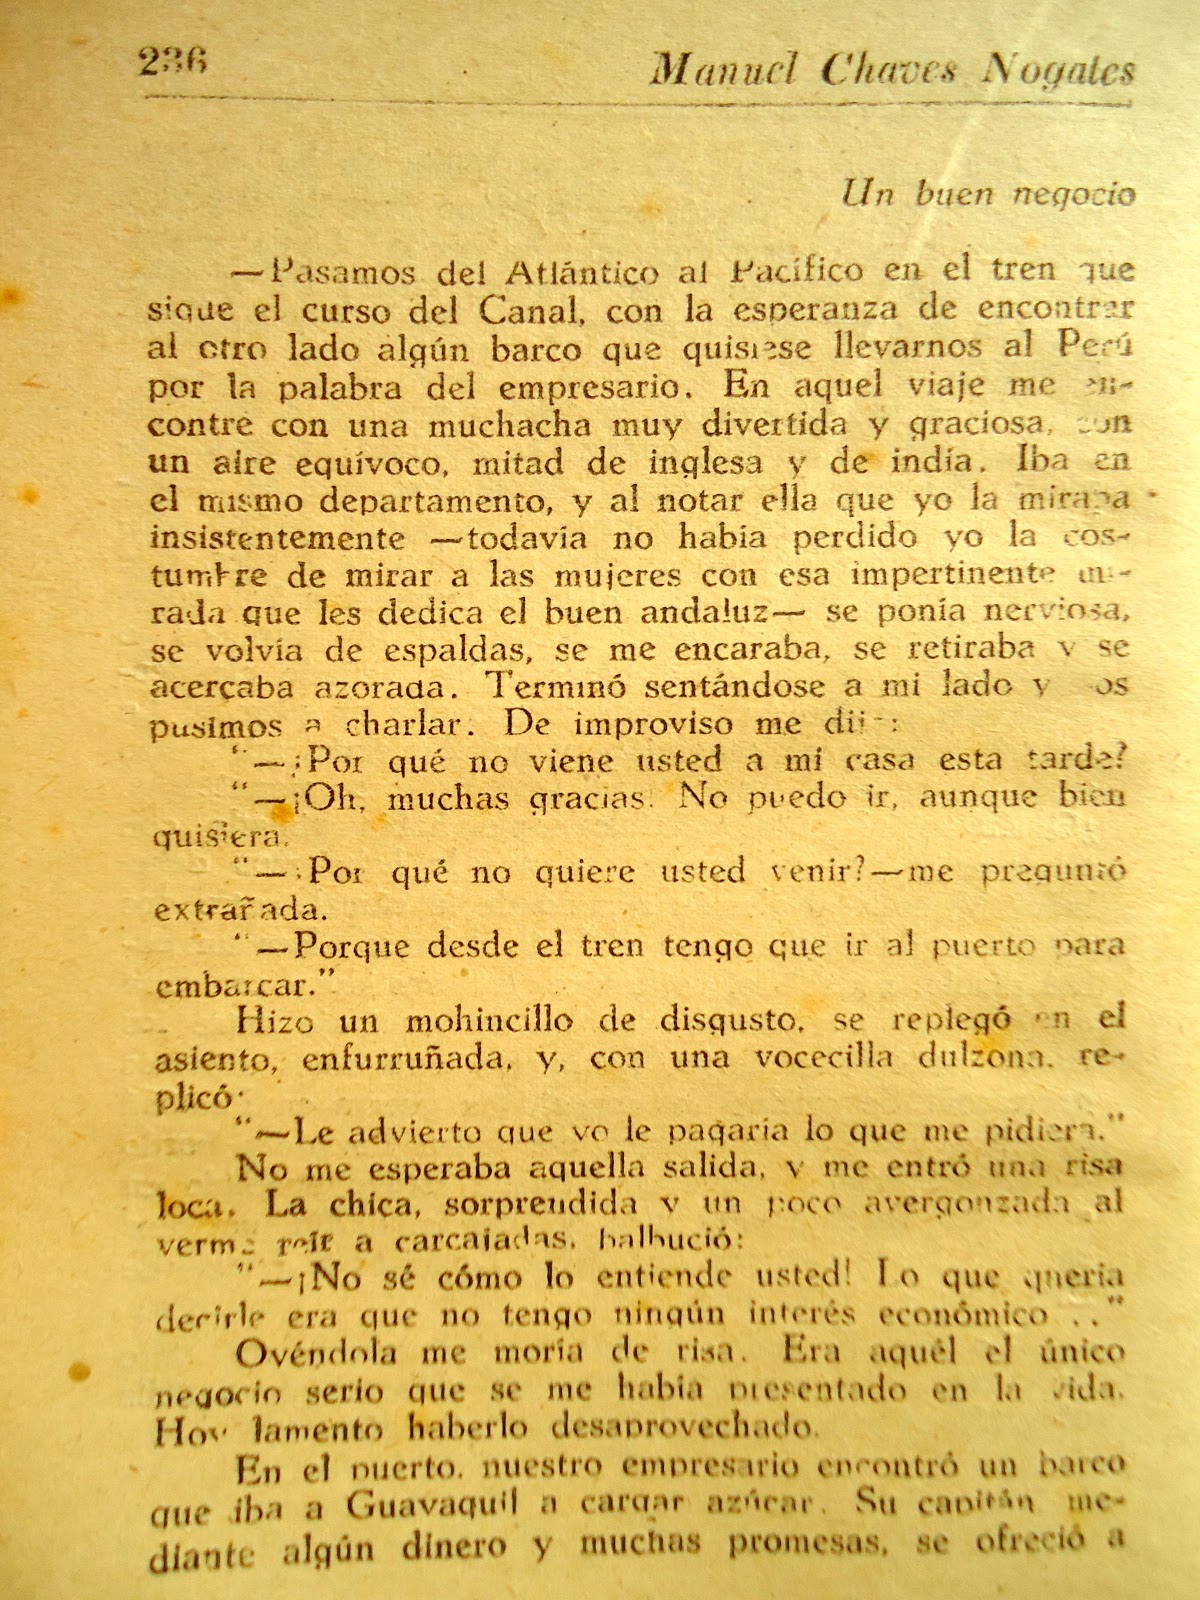 236
Manuel Chaves Nogales
Un buen negocio
—Pasamos del Atlántico al Pacífico en el tren que
sigue el curso del Canal, con la esperanza de encontrar
al otro lado algún barco que quisiese llevarnos al Perú
por la palabra del empresario. En aquel viaje me en-
contre con una muchacha muy divertida y graciosa, con
un aire equívoco, mitad de inglesa y de india. Iba en
el mismo departamento, y al notar ella que yo la miraba
insistentemente —todavía no había perdido yo la cos-
tumbre de mirar a las mujeres con esa impertinente mi-
rada que les dedica el buen andaluz— se ponía nerviosa,
se volvía de espaldas, se me encaraba, se retiraba y se
acercaba azorada. Terminó sentándose a mi lado y nos
pusimos a charlar. De improviso me dijo:
“—¿Por qué no viene usted a mi casa esta tarde?
“—¡Oh, muchas gracias. No puedo ir, aunque bien
quisiera.
“—¿Por qué no quiere usted venir?—me preguntó
extrañada.
“—Porque desde el tren tengo que ir al puerto para
embarcar.”
Hizo un mohincillo de disgusto, se replegó en el
asiento, enfurruñada, y, con una vocecilla dulzona, re-
plicó:
“—Le advierto que yo le pagaría lo que me pidiera.”
No me esperaba aquella salida, y me entró una risa
loca. La chica, sorprendida y un poco avergonzada al
verme reír a carcajadas, balbució:
“—¡No sé cómo lo entiende usted! Lo que quería
decirle era que no tengo ningún interés económico...”
Oyéndola me moría de risa. Era aquél el único
negocio serio que se me había presentado en la vida.
Hoy lamento haberlo desaprovechado.
En el puerto, nuestro empresario encontró un barco
que iba a Guayaquil a cargar azúcar. Su capitán, me-
diante algún dinero y muchas promesas, se ofreció a